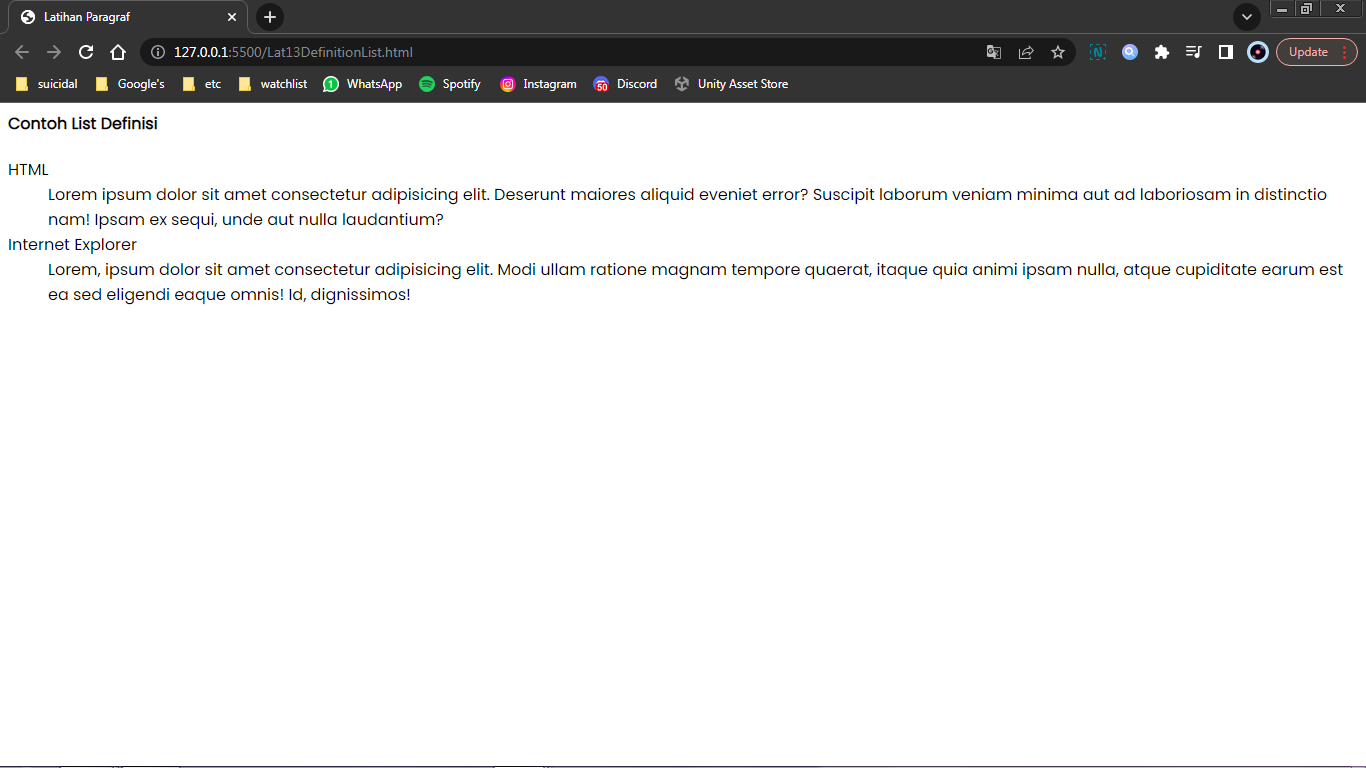 Latihan Paragraf
127.0.0.1:5500/Lat13DefinitionList.html
Update
suicidal Google's etc watchlist 1 WhatsApp Spotify Instagram 50 Discord Unity Asset Store
Contoh List Definisi
HTML
Lorem ipsum dolor sit amet consectetur adipisicing elit. Deserunt maiores aliquid eveniet error? Suscipit laborum veniam minima aut ad laboriosam in distinctio
nam! Ipsam ex sequi, unde aut nulla laudantium?
Internet Explorer
Lorem, ipsum dolor sit amet consectetur adipisicing elit. Modi ullam ratione magnam tempore quaerat, itaque quia animi ipsam nulla, atque cupiditate earum est
ea sed eligendi eaque omnis! Id, dignissimos!